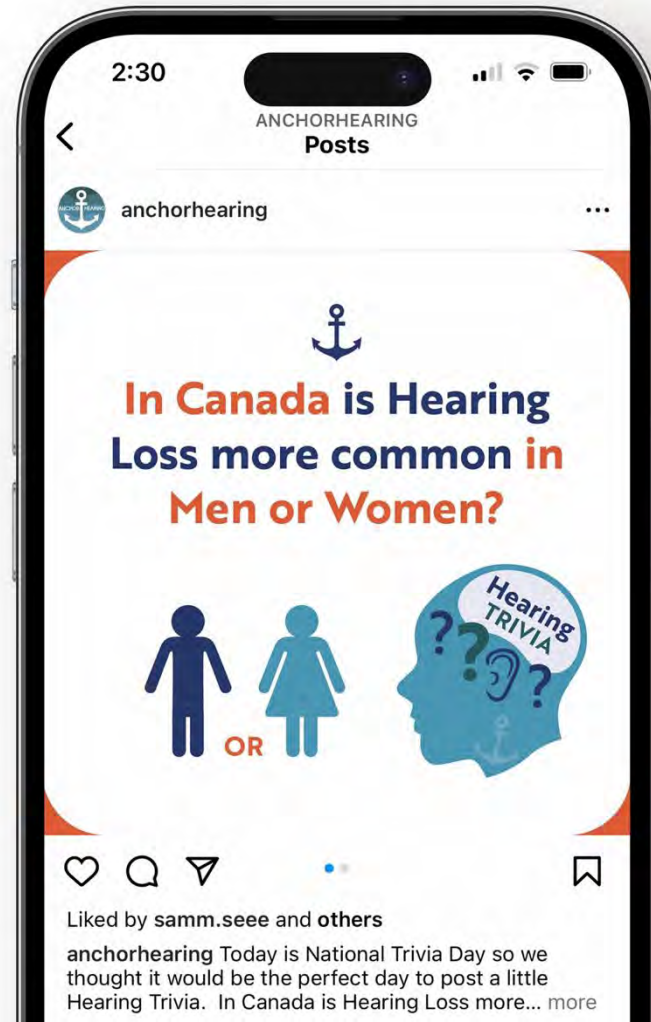 2:30
ANCHORHEARING
Posts
anchorhearing
In Canada is Hearing
Loss more common in
Men or Women?
Hearing
TRIVIA
? ? ?
OR
Liked by samm.seee and others
anchorhearing Today is National Trivia Day so we
thought it would be the perfect day to post a little
Hearing Trivia. In Canada is Hearing Loss more... more